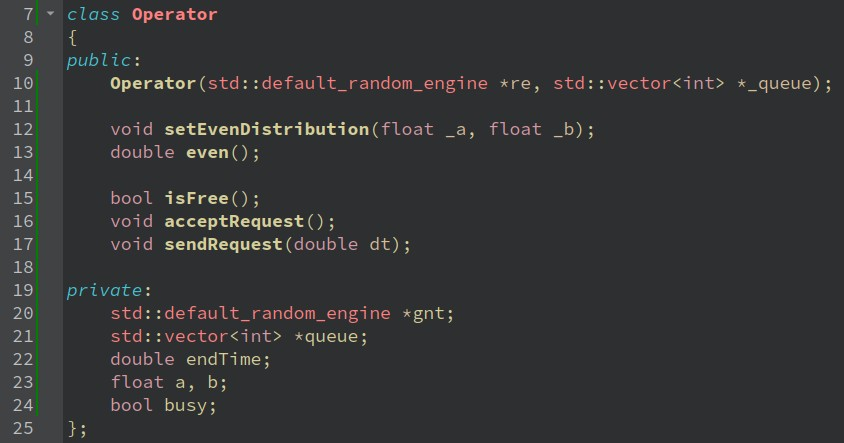 7 class Operator
8 {
9 public:
10     Operator(std::default_random_engine *re, std::vector<int> *_queue);
11
12     void setEvenDistribution(float _a, float _b);
13     double even();
14
15     bool isFree();
16     void acceptRequest();
17     void sendRequest(double dt);
18
19 private:
20     std::default_random_engine *gnt;
21     std::vector<int> *queue;
22     double endTime;
23     float a, b;
24     bool busy;
25 };